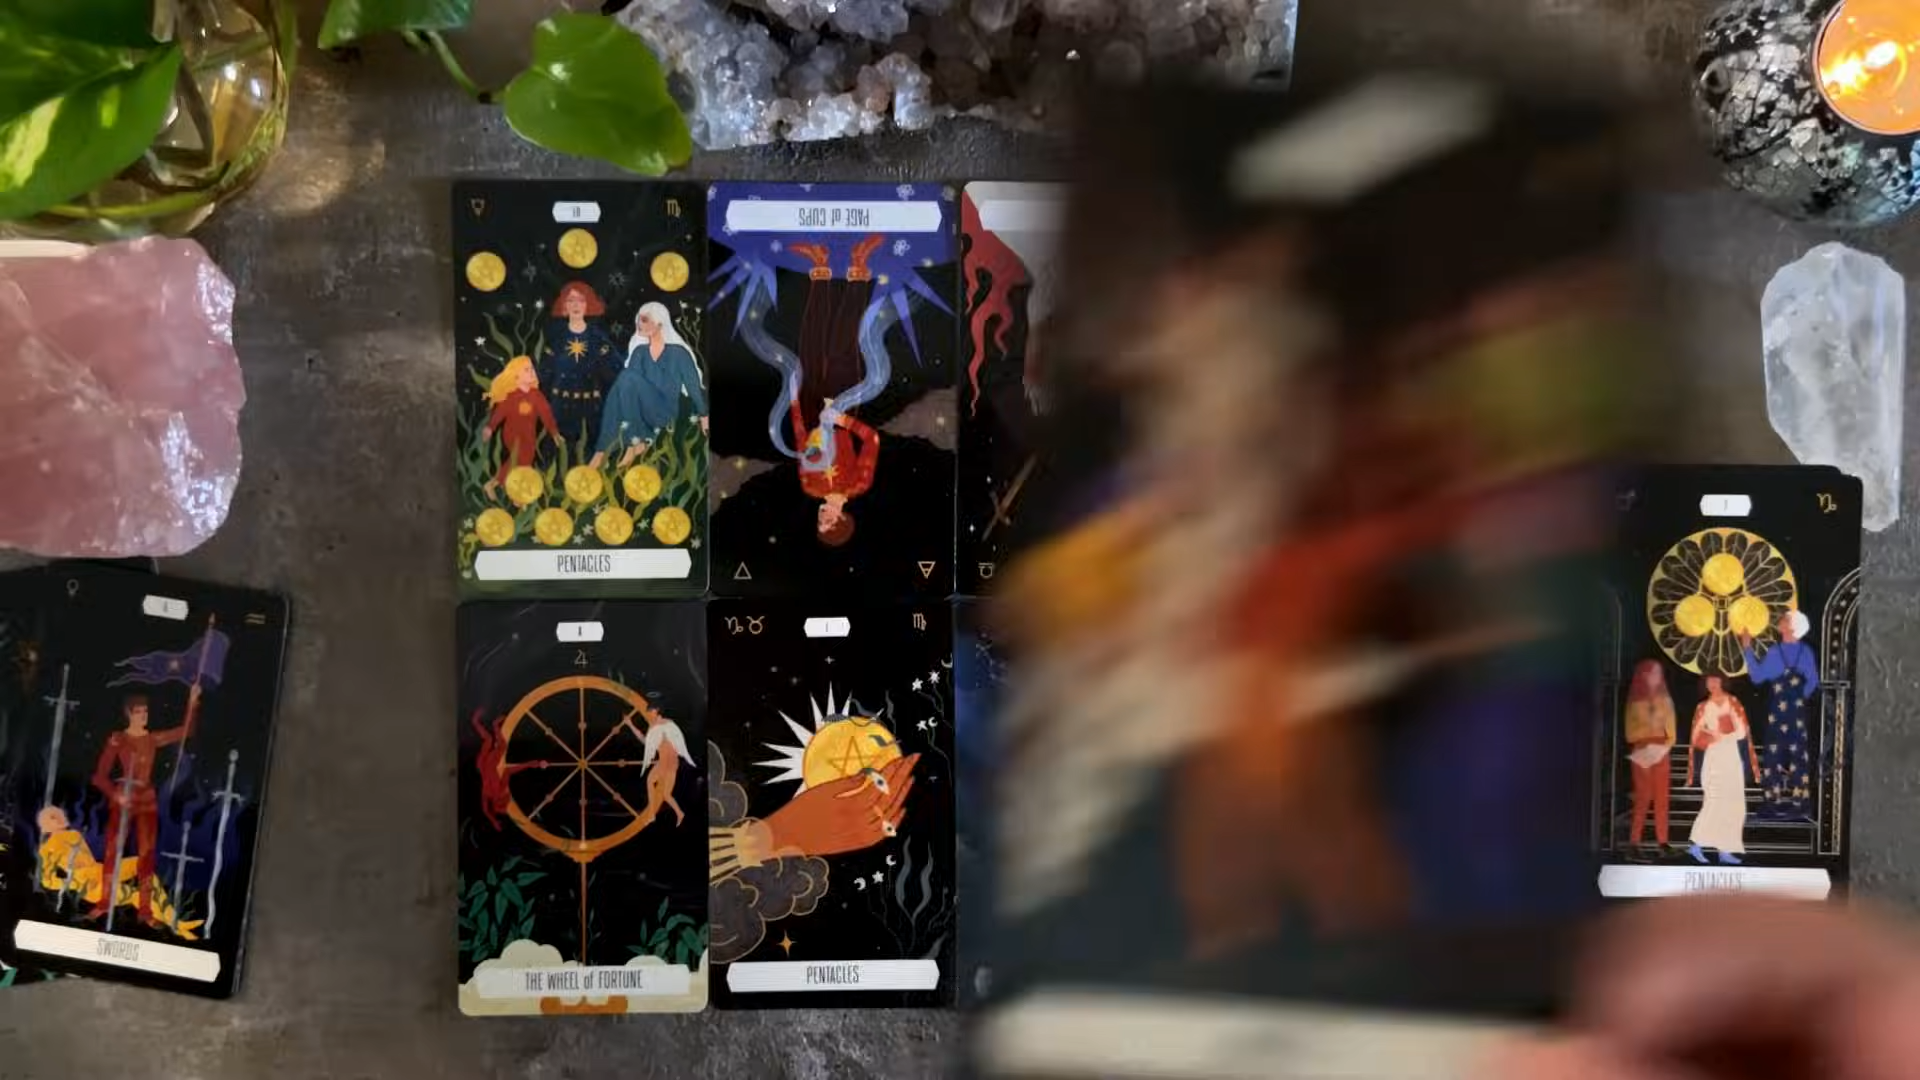 PAGE of CUPS
PENTACLES
THE WHEEL of FORTUNE
PENTACLES
SWORDS
PENTACLES